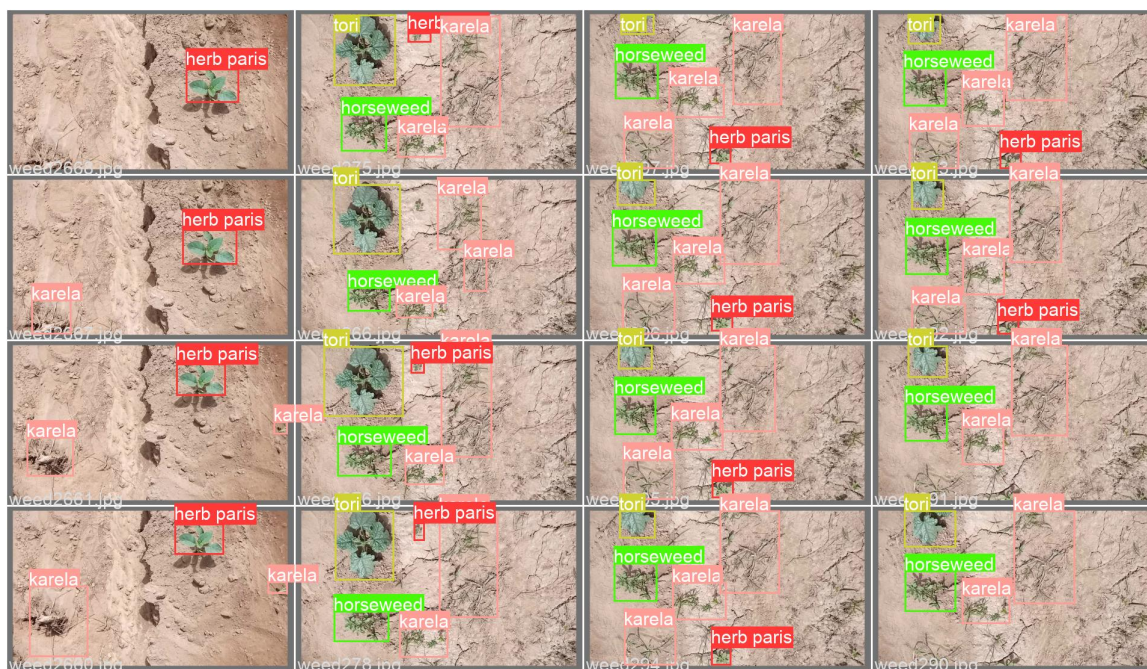 herb paris
tori
herb
karela
horseweed
karela
tori
horseweed
karela
karela
karela
herb paris
tori
horseweed
karela
karela
karela
herb paris
herb paris
karela
weed2667.jpg
tori
karela
karela
horseweed
karela
tori
karela
horseweed
karela
karela
herb paris
tori
karela
horseweed
karela
karela
herb paris
herb paris
karela
karela
weed2661.jpg
tori
herb paris
karela
horseweed
karela
tori
karela
horseweed
karela
karela
herb paris
tori
karela
horseweed
karela
herb paris
karela
karela
weed2660.jpg
tori
herb paris
karela
horseweed
karela
weed278.jpg
tori
karela
horseweed
karela
karela
herb paris
weed294.jpg
tori
karela
horseweed
karela
weed290.jpg